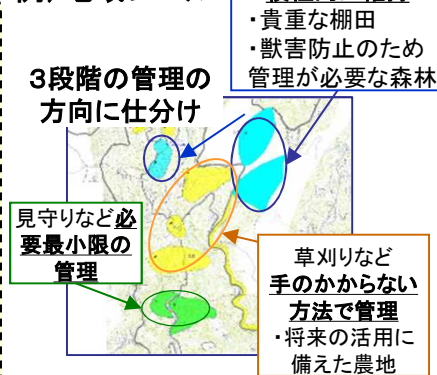 ・貴重な棚田
・獣害防止のため
管理が必要な森林
3段階の管理の
方向に仕分け
見守りなど必
要最小限の
管理
草刈りなど
手のかからない
方法で管理
・将来の活用に
備えた農地